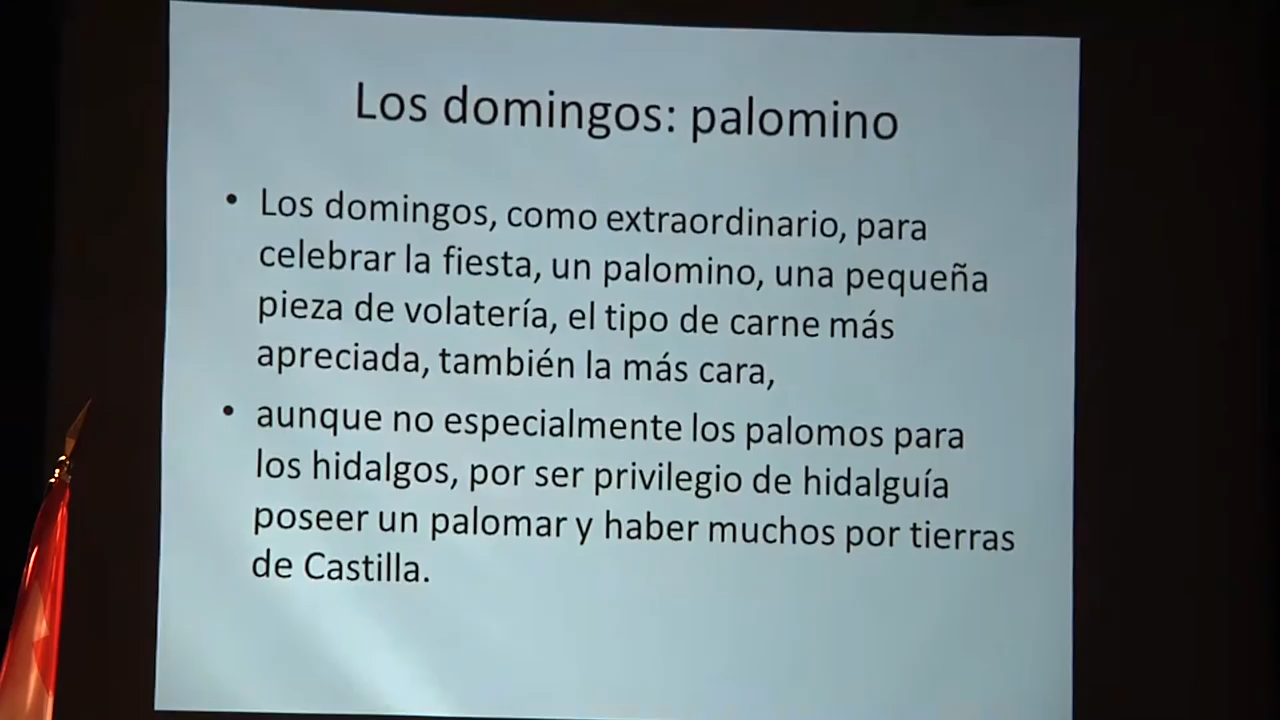 Los domingos: palomino
• Los domingos, como extraordinario, para
celebrar la fiesta, un palomino, una pequeña
pieza de volatería, el tipo de carne más
apreciada, también la más cara,
• aunque no especialmente los palomos para
los hidalgos, por ser privilegio de hidalguía
poseer un palomar y haber muchos por tierras
de Castilla.